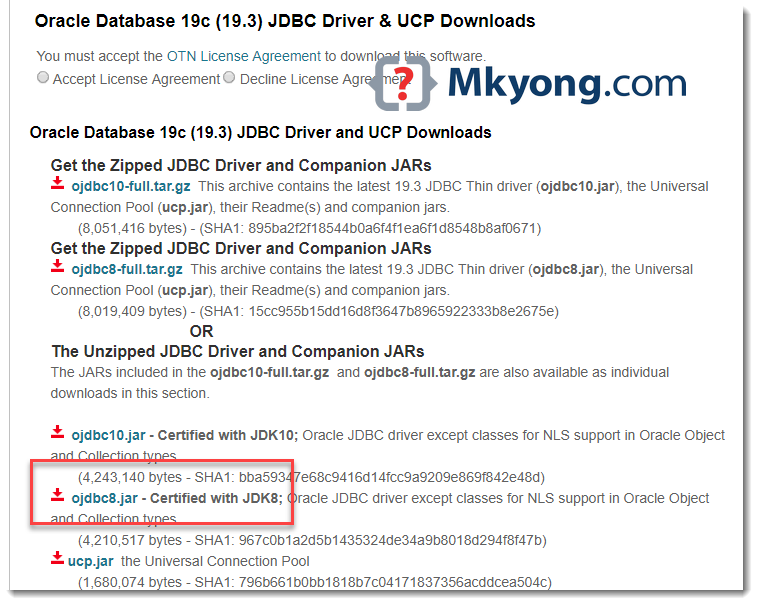 Oracle Database 19c (19.3) JDBC Driver & UCP Downloads
You must accept the OTN License Agreement to download this software.
Accept License Agreement Decline License Agreement
? Mkyong.com
Oracle Database 19c (19.3) JDBC Driver and UCP Downloads
Get the Zipped JDBC Driver and Companion JARs
ojdbc10-full.tar.gz This archive contains the latest 19.3 JDBC Thin driver (ojdbc10.jar), the Universal
Connection Pool (ucp.jar), their Readme(s) and companion jars.
(8,051,416 bytes) - (SHA1: 895ba2f2f18544b0a6f4f1ea6f1d8548b8af0671)
Get the Zipped JDBC Driver and Companion JARs
ojdbc8-full.tar.gz This archive contains the latest 19.3 JDBC Thin driver (ojdbc8.jar), the Universal
Connection Pool (ucp.jar), their Readme(s) and companion jars.
(8,019,409 bytes) - (SHA1: 15cc955b15dd16d8f3647b8965922333b8e2675e)
OR
The Unzipped JDBC Driver and Companion JARs
The JARs included in the ojdbc10-full.tar.gz and ojdbc8-full.tar.gz are also available as individual
downloads in this section.
ojdbc10.jar - Certified with JDK10; Oracle JDBC driver except classes for NLS support in Oracle Object
and Collection types
(4,243,140 bytes - SHA1: bba59347e68c9416d14fcc9a9209e869f842e48d)
ojdbc8.jar - Certified with JDK8; Oracle JDBC driver except classes for NLS support in Oracle Object
and Collection types
(4,210,517 bytes - SHA1: 967c0b1a2d5b1435324de34a9b8018d294f8f47b)
ucp.jar the Universal Connection Pool
(1,680,074 bytes - SHA1: 796b661b0bb1818b7c04171837356acddcea504c)